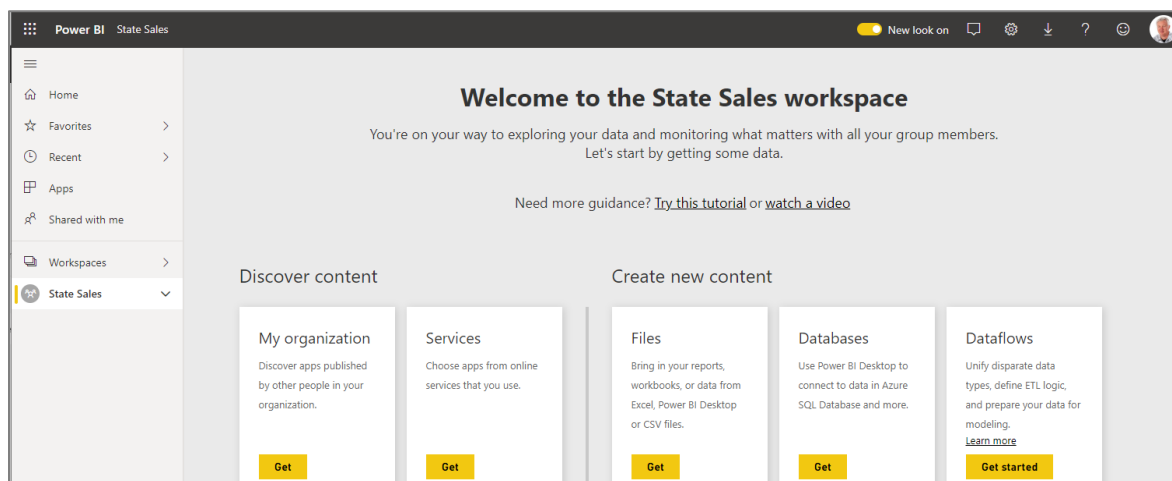 Power BI State Sales
New look on
?
Home
Favorites
Recent
Apps
Shared with me
Workspaces
State Sales
Welcome to the State Sales workspace
You're on your way to exploring your data and monitoring what matters with all your group members.
Let's start by getting some data.
Need more guidance? Try this tutorial or watch a video
Discover content
My organization
Discover apps published
by other people in your
organization.
Get
Services
Choose apps from online
services that you use.
Get
Create new content
Files
Bring in your reports,
workbooks, or data from
Excel, Power BI Desktop
or CSV files.
Get
Databases
Use Power BI Desktop to
connect to data in Azure
SQL Database and more.
Get
Dataflows
Unify disparate data
types, define ETL logic,
and prepare your data for
modeling.
Learn more
Get started